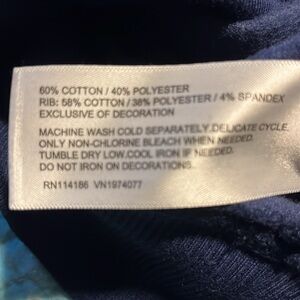 60% COTTON / 40% POLYESTER
RIB: 58% COTTON / 38% POLYESTER / 4% SPANDEX
EXCLUSIVE OF DECORATION
MACHINE WASH COLD SEPARATELY, DELICATE CYCLE,
ONLY NON-CHLORINE BLEACH WHEN NEEDED.
TUMBLE DRY LOW, COOL IRON IF NEEDED.
DO NOT IRON ON DECORATIONS.
RN114186 VN1974077